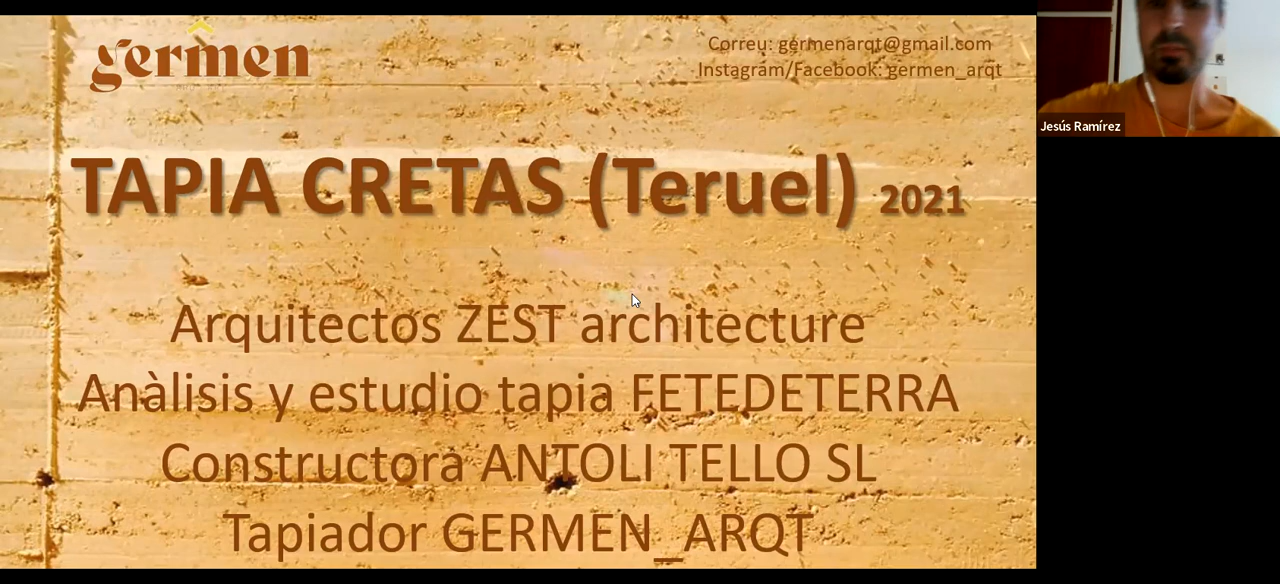 germen
Correu: germenarqt@gmail.com
Instagram/Facebook: germen_arqt
Jesús Ramírez
TAPIA CRETAS (Teruel) 2021
Arquitectos ZEST architecture
Anàlisis y estudio tapia FETEDETERRA
Constructora ANTOLI TELLO SL
Tapiador GERMEN_ARQT